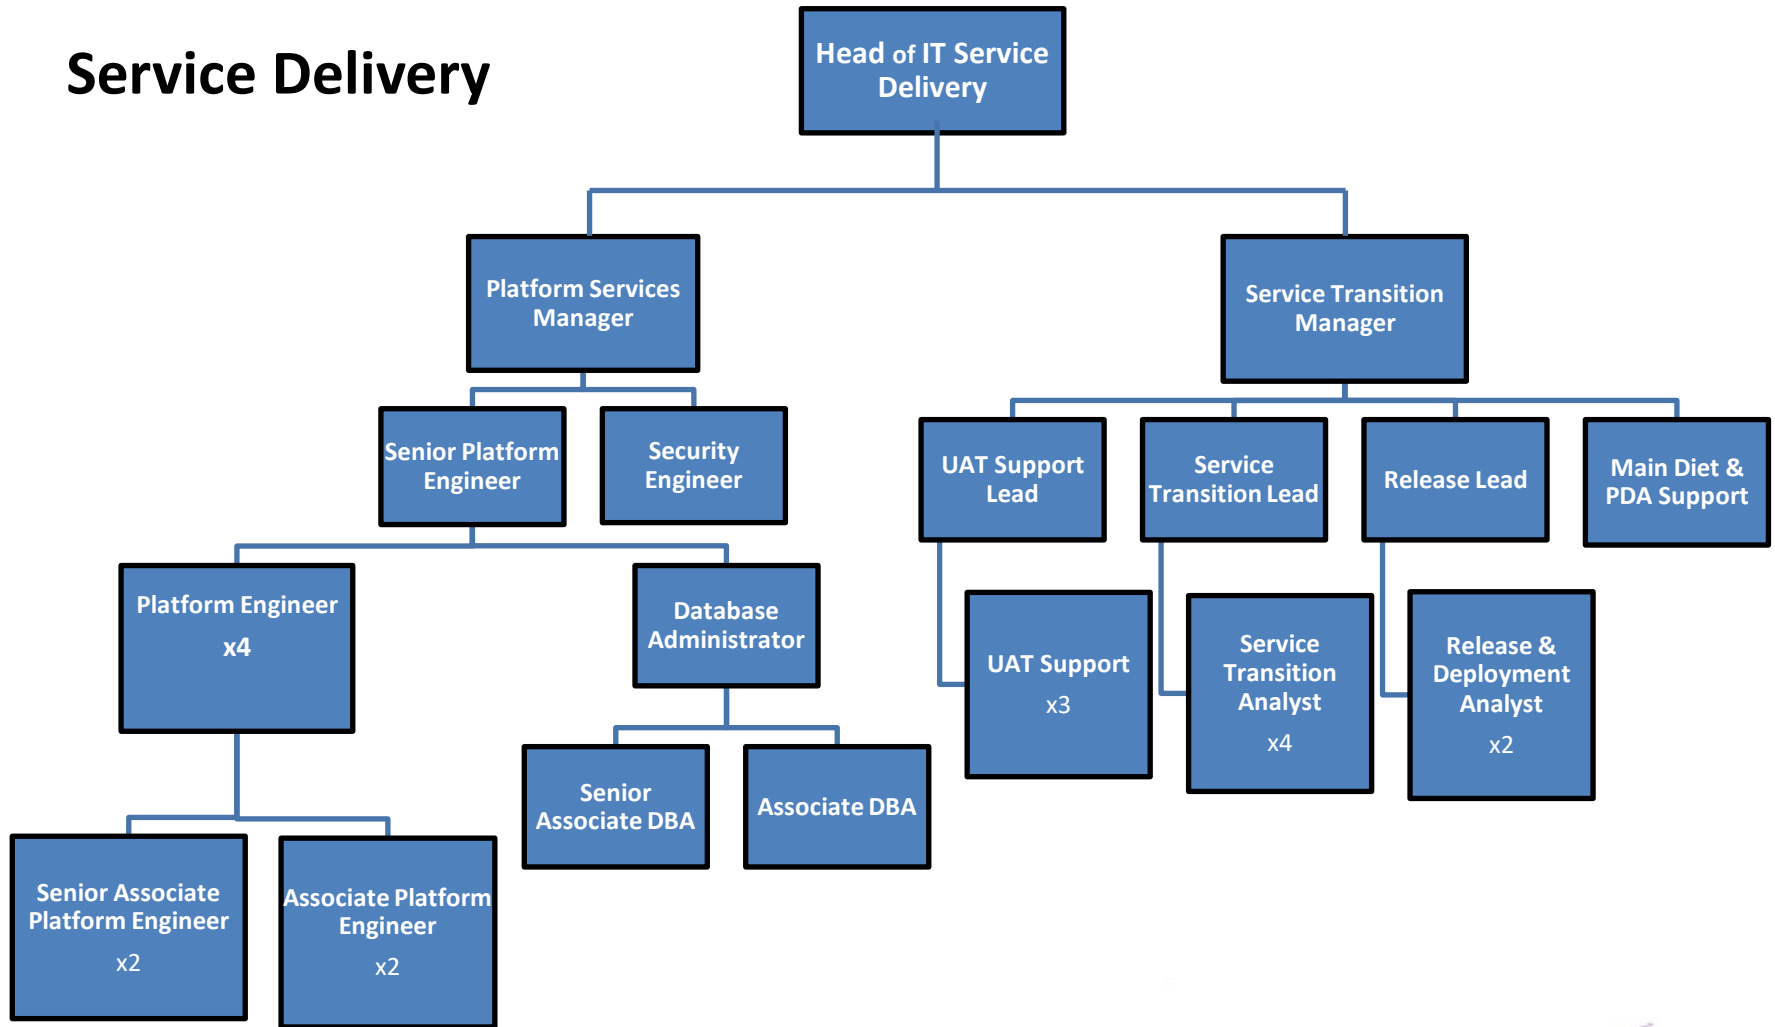 Service Delivery
Head of IT Service
Delivery
Platform Services
Manager
Service Transition
Manager
Senior Platform
Engineer
Security
Engineer
UAT Support
Lead
Service
Transition Lead
Release Lead
Main Diet &
PDA Support
Platform Engineer
x4
Database
Administrator
UAT Support
x3
Service
Transition
Analyst
x4
Release &
Deployment
Analyst
x2
Senior
Associate DBA
Associate DBA
Senior Associate
Platform Engineer
x2
Associate Platform
Engineer
x2